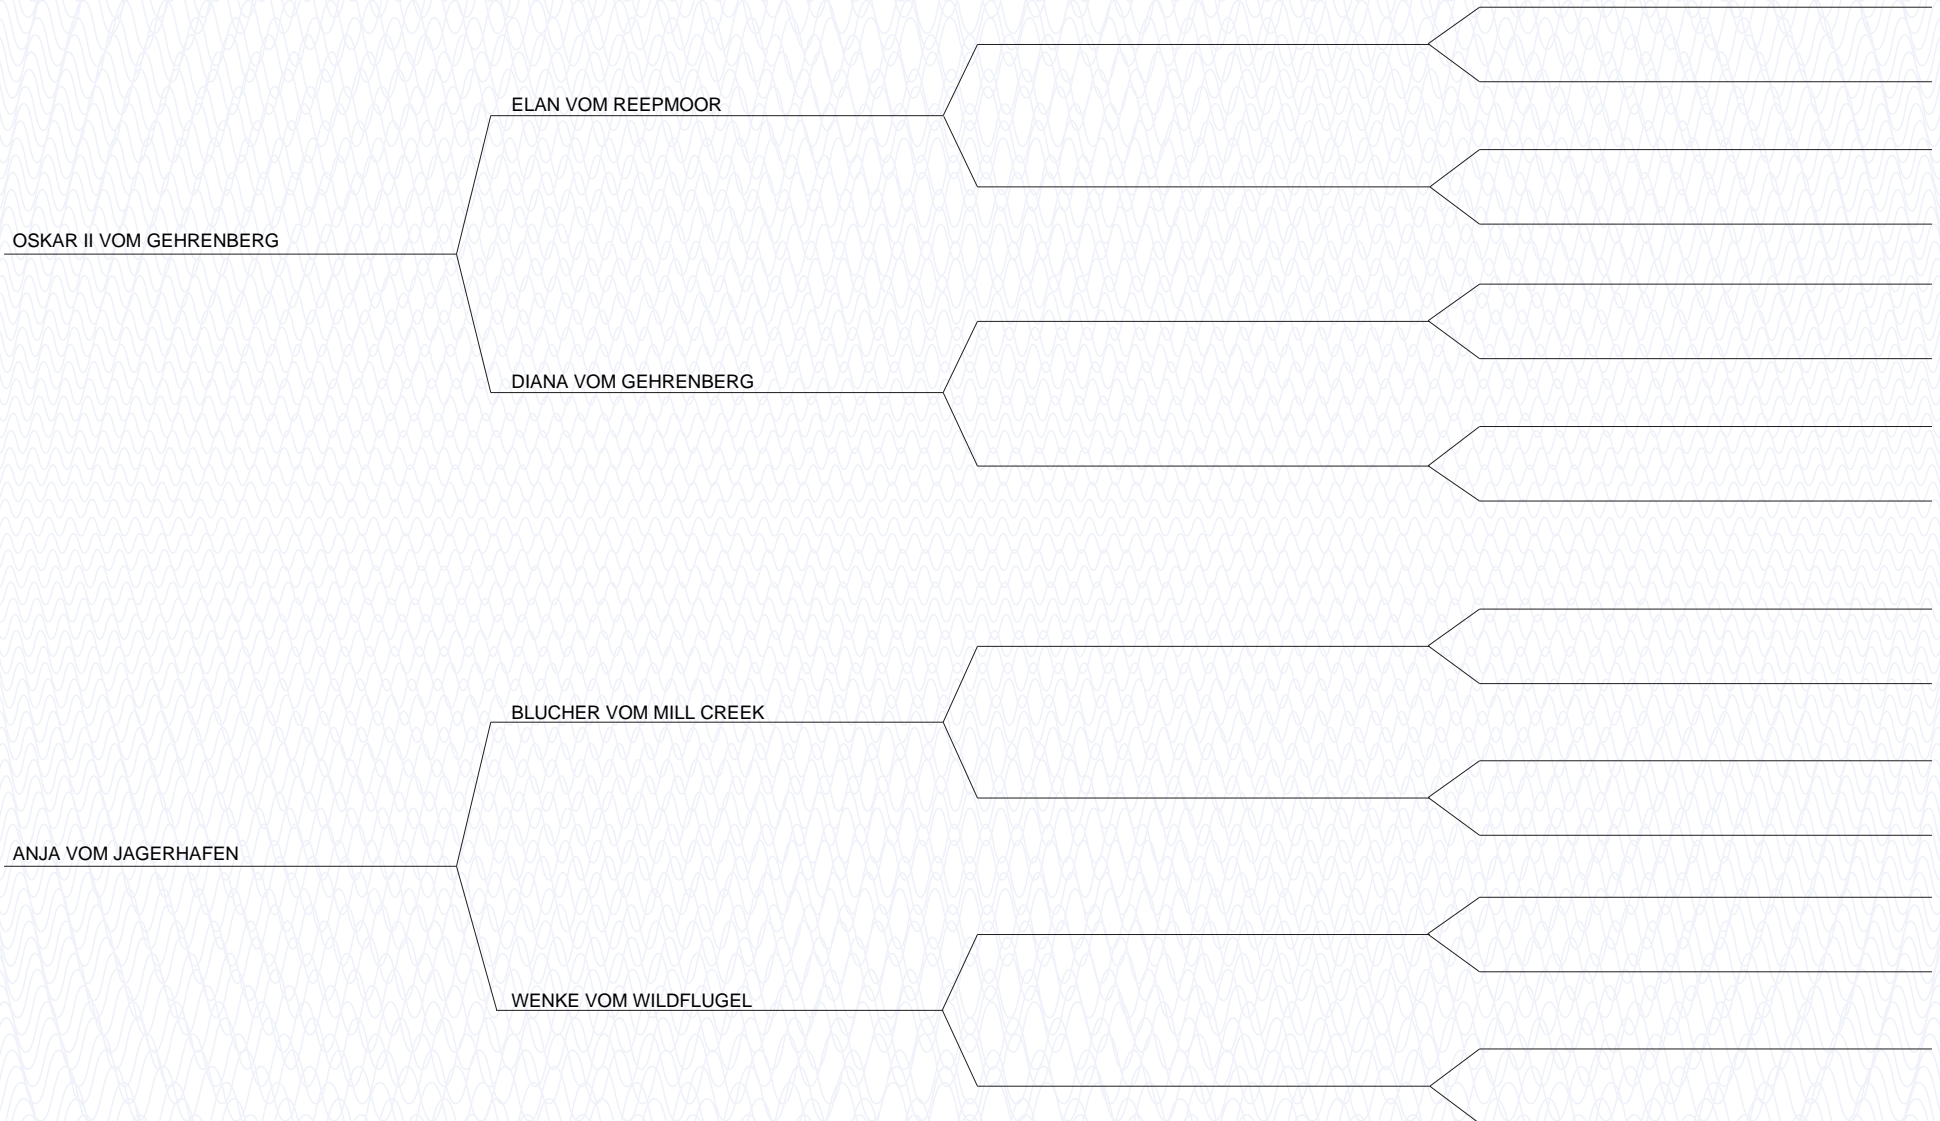 ELAN VOM REEPMOOR
OSKAR II VOM GEHRENBERG
DIANA VOM GEHRENBERG
BLUCHER VOM MILL CREEK
ANJA VOM JAGERHAFEN
WENKE VOM WILDFLUGEL